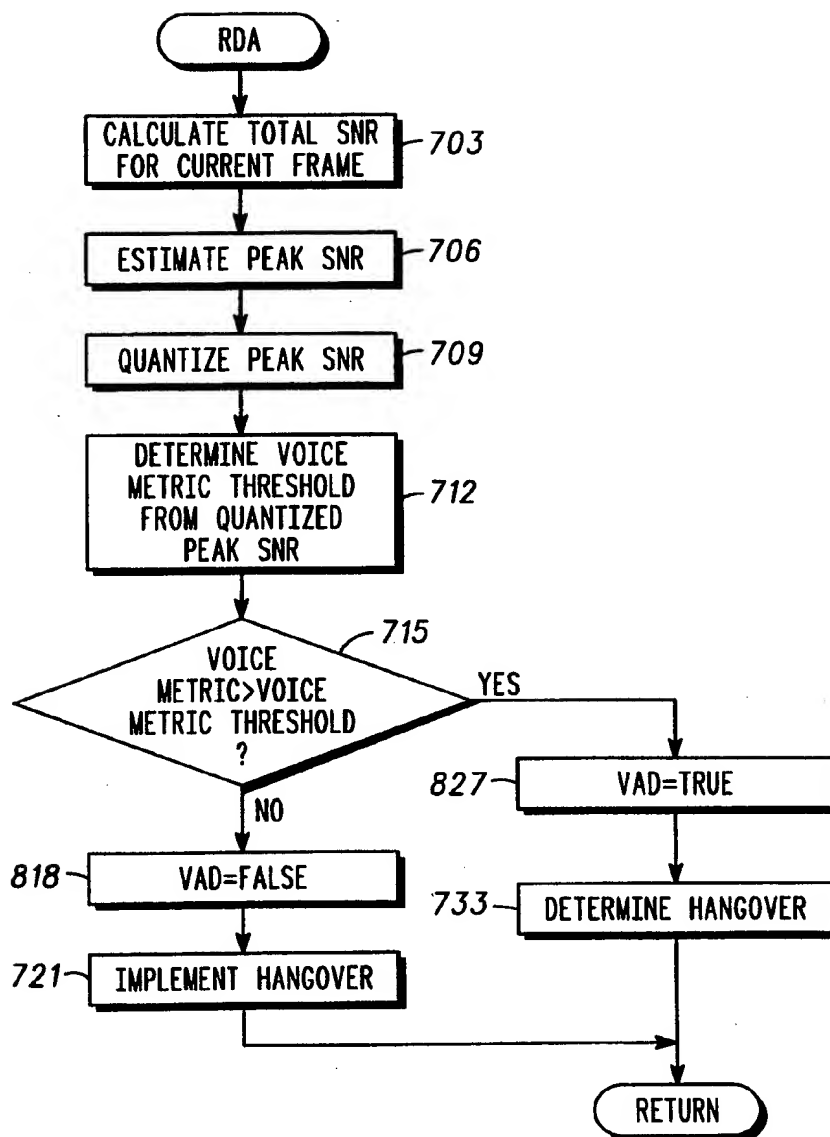 RDA
CALCULATE TOTAL SNR
FOR CURRENT FRAME
703
ESTIMATE PEAK SNR
706
QUANTIZE PEAK SNR
709
DETERMINE VOICE
METRIC THRESHOLD
FROM QUANTIZED
PEAK SNR
712
715
VOICE
METRIC>VOICE
METRIC THRESHOLD
?
YES
NO
827
VAD=TRUE
818
VAD=FALSE
733
DETERMINE HANGOVER
721
IMPLEMENT HANGOVER
RETURN